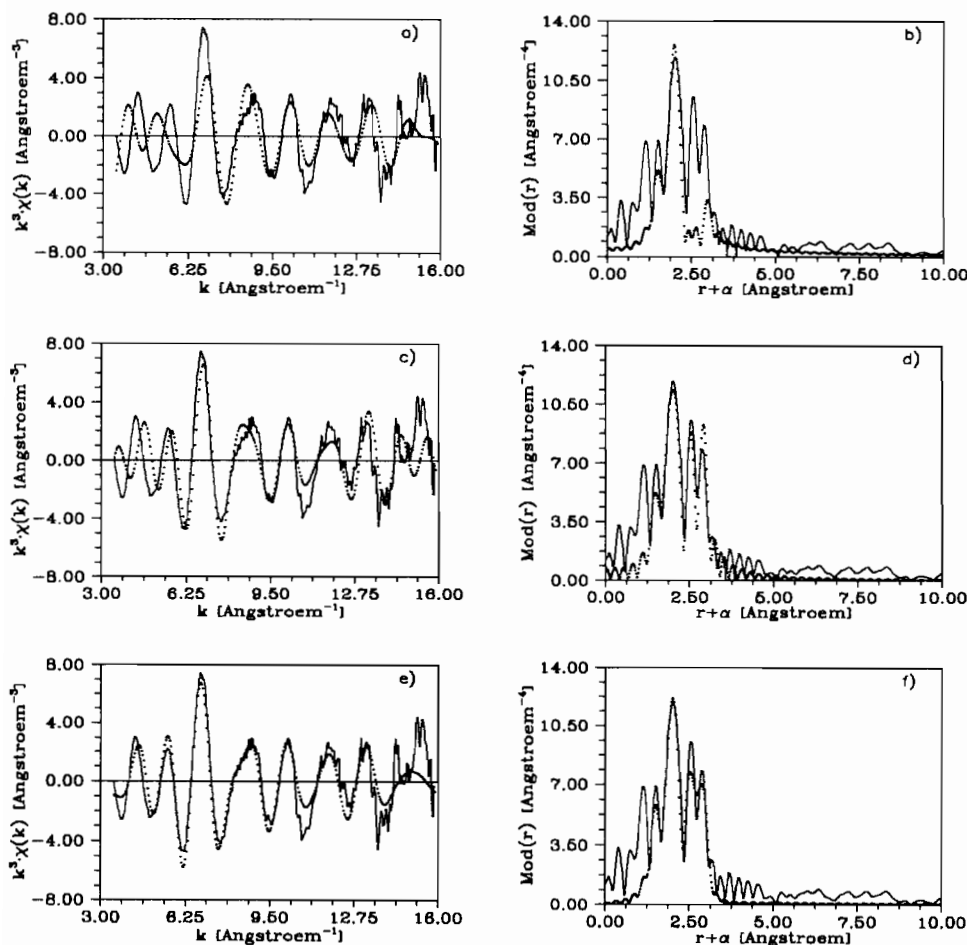 a)
8.00
4.00
0.00
−4.00
−8.00
k³·χ(k) [Angstroem⁻³]
3.00 6.25 9.50 12.75 16.00
k [Angstroem⁻¹]
b)
14.00
10.50
7.00
3.50
0.00
Mod(r) [Angstroem⁻⁴]
0.00 2.50 5.00 7.50 10.00
r+α [Angstroem]
c)
8.00
4.00
0.00
−4.00
−8.00
k³·χ(k) [Angstroem⁻³]
3.00 6.25 9.50 12.75 16.00
k [Angstroem⁻¹]
d)
14.00
10.50
7.00
3.50
0.00
Mod(r) [Angstroem⁻⁴]
0.00 2.50 5.00 7.50 10.00
r+α [Angstroem]
e)
8.00
4.00
0.00
−4.00
−8.00
k³·χ(k) [Angstroem⁻³]
3.00 6.25 9.50 12.75 16.00
k [Angstroem⁻¹]
f)
14.00
10.50
7.00
3.50
0.00
Mod(r) [Angstroem⁻⁴]
0.00 2.50 5.00 7.50 10.00
r+α [Angstroem]